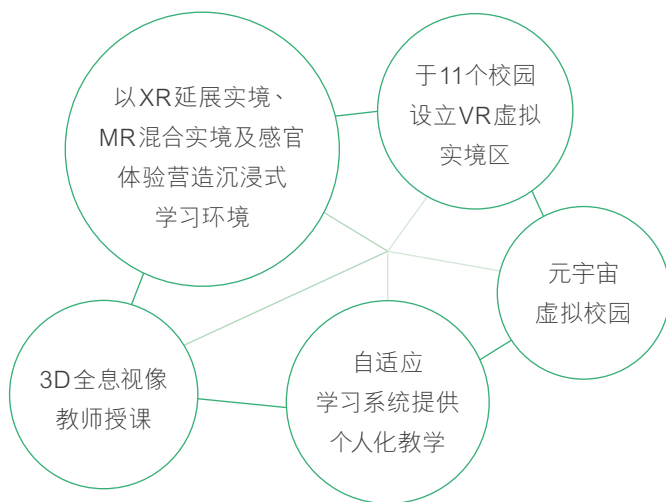 以XR延展实境、
MR混合实境及感官
体验营造沉浸式
学习环境
于11个校园
设立VR虚拟
实境区
元宇宙
虚拟校园
自适应
学习系统提供
个人化教学
3D全息视像
教师授课